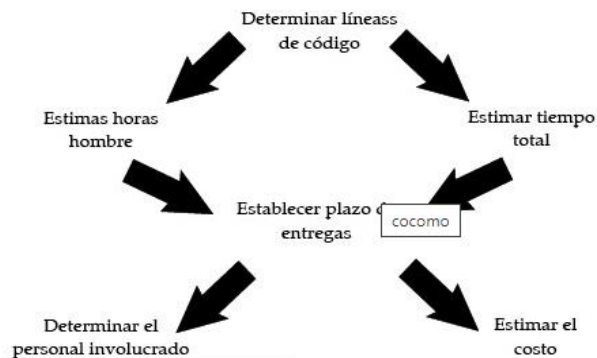 Determinar líneass
de código
Estimas horas
hombre
Estimar tiempo
total
Establecer plazo
entregas
cocomo
Determinar el
personal involucrado
Estimar el
costo